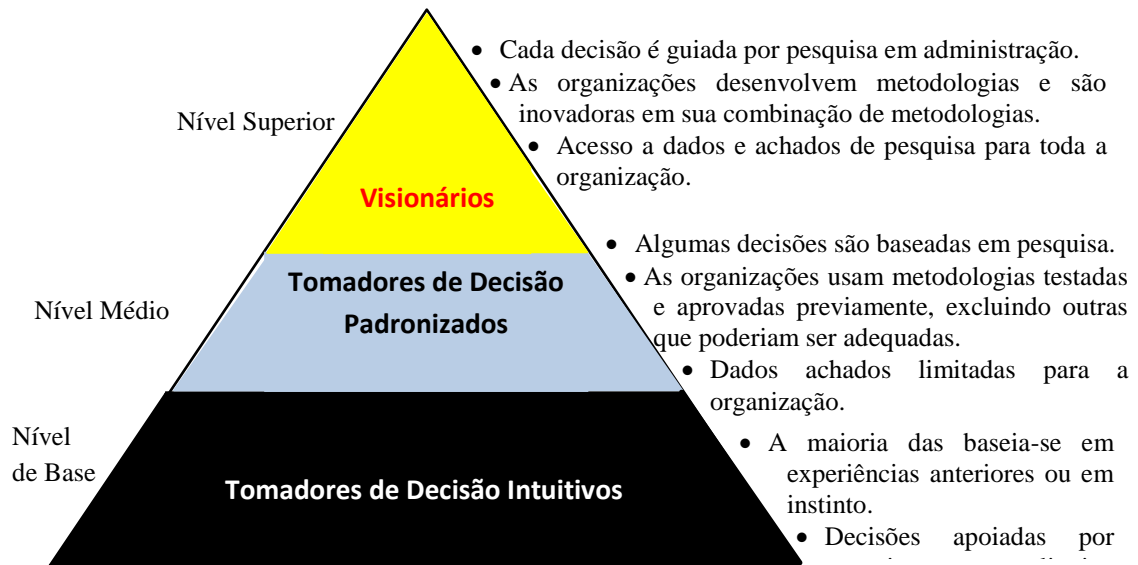 • Cada decisão é guiada por pesquisa em administração.
• As organizações desenvolvem metodologias e são
inovadoras em sua combinação de metodologias.
• Acesso a dados e achados de pesquisa para toda a
organização.
Nível Superior
Visionários
• Algumas decisões são baseadas em pesquisa.
• As organizações usam metodologias testadas
e aprovadas previamente, excluindo outras
que poderiam ser adequadas.
• Dados achados limitadas para a
organização.
Nível Médio
Tomadores de Decisão
Padronizados
• A maioria das baseia-se em
experiências anteriores ou em
instinto.
• Decisões apoiadas por
Nível
de Base
Tomadores de Decisão Intuitivos